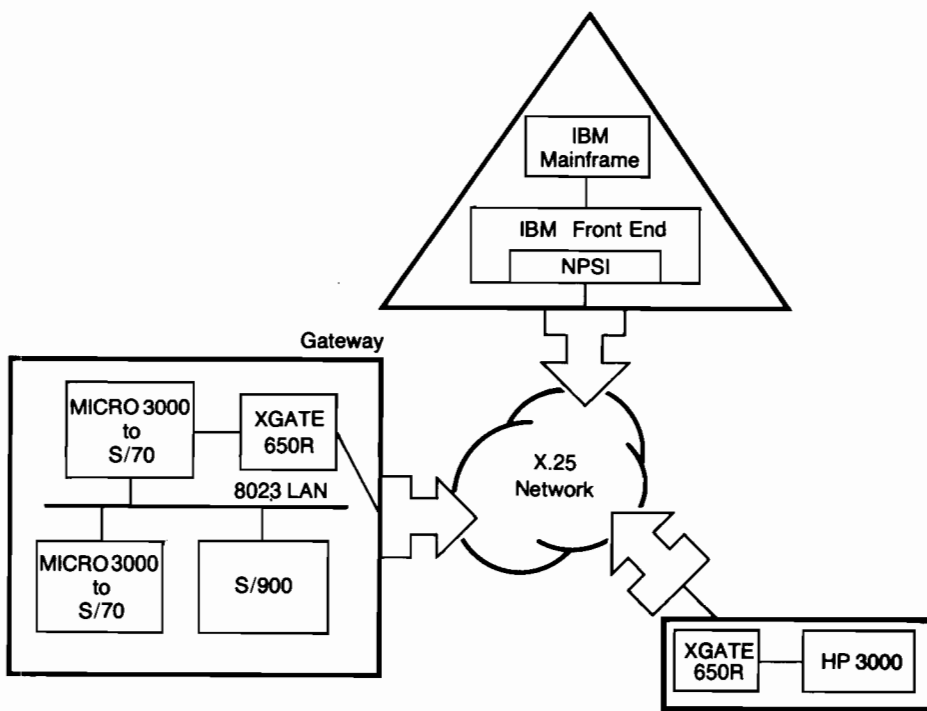 IBM
Mainframe
IBM Front End
NPSI
Gateway
MICRO 3000
to
S/70
XGATE
650R
8023 LAN
MICRO 3000
to
S/70
S/900
X.25
Network
XGATE
650R
HP 3000